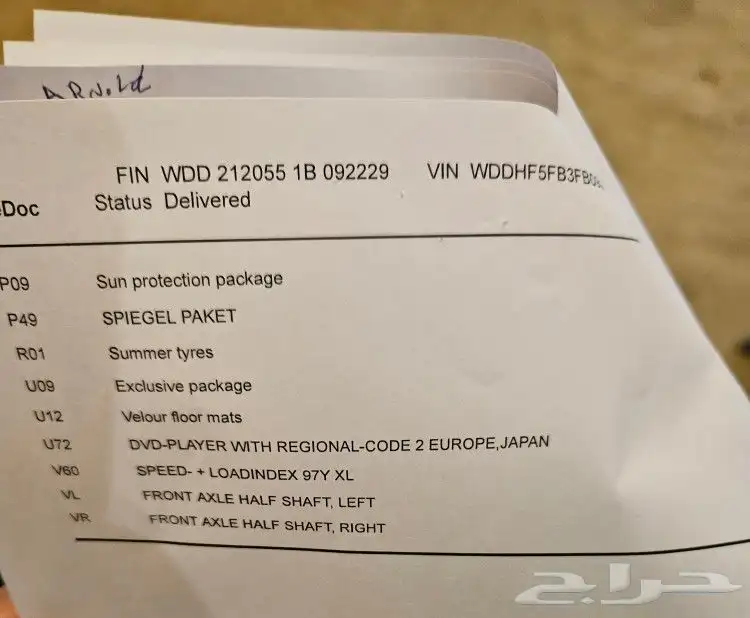 ARNold
FIN WDD 212055 1B 092229 VIN WDDHF5FB3FB0
eDoc
Status Delivered
P09 Sun protection package
P49 SPIEGEL PAKET
R01 Summer tyres
U09 Exclusive package
U12 Velour floor mats
U72 DVD-PLAYER WITH REGIONAL-CODE 2 EUROPE,JAPAN
V60 SPEED- + LOADINDEX 97Y XL
VL FRONT AXLE HALF SHAFT, LEFT
VR FRONT AXLE HALF SHAFT, RIGHT
حراج